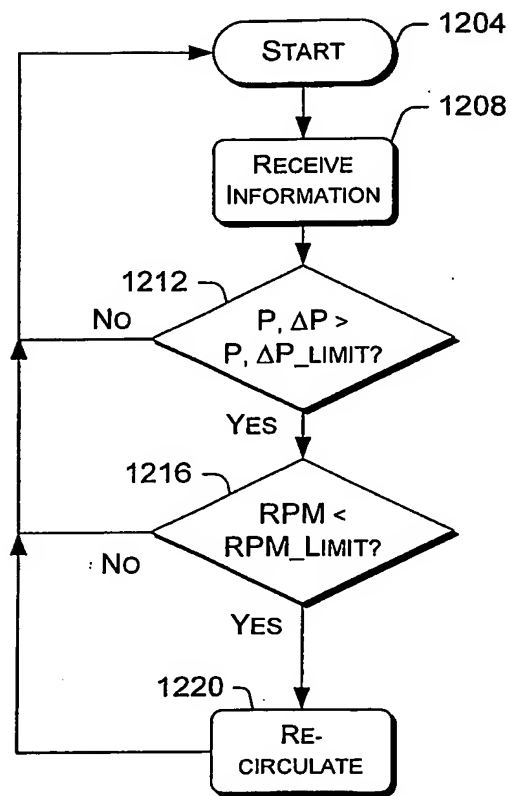 START
1204
RECEIVE
INFORMATION
1208
1212
P, ΔP >
P, ΔP_LIMIT?
NO
YES
1216
RPM <
RPM_LIMIT?
NO
YES
1220
RE-
CIRCULATE